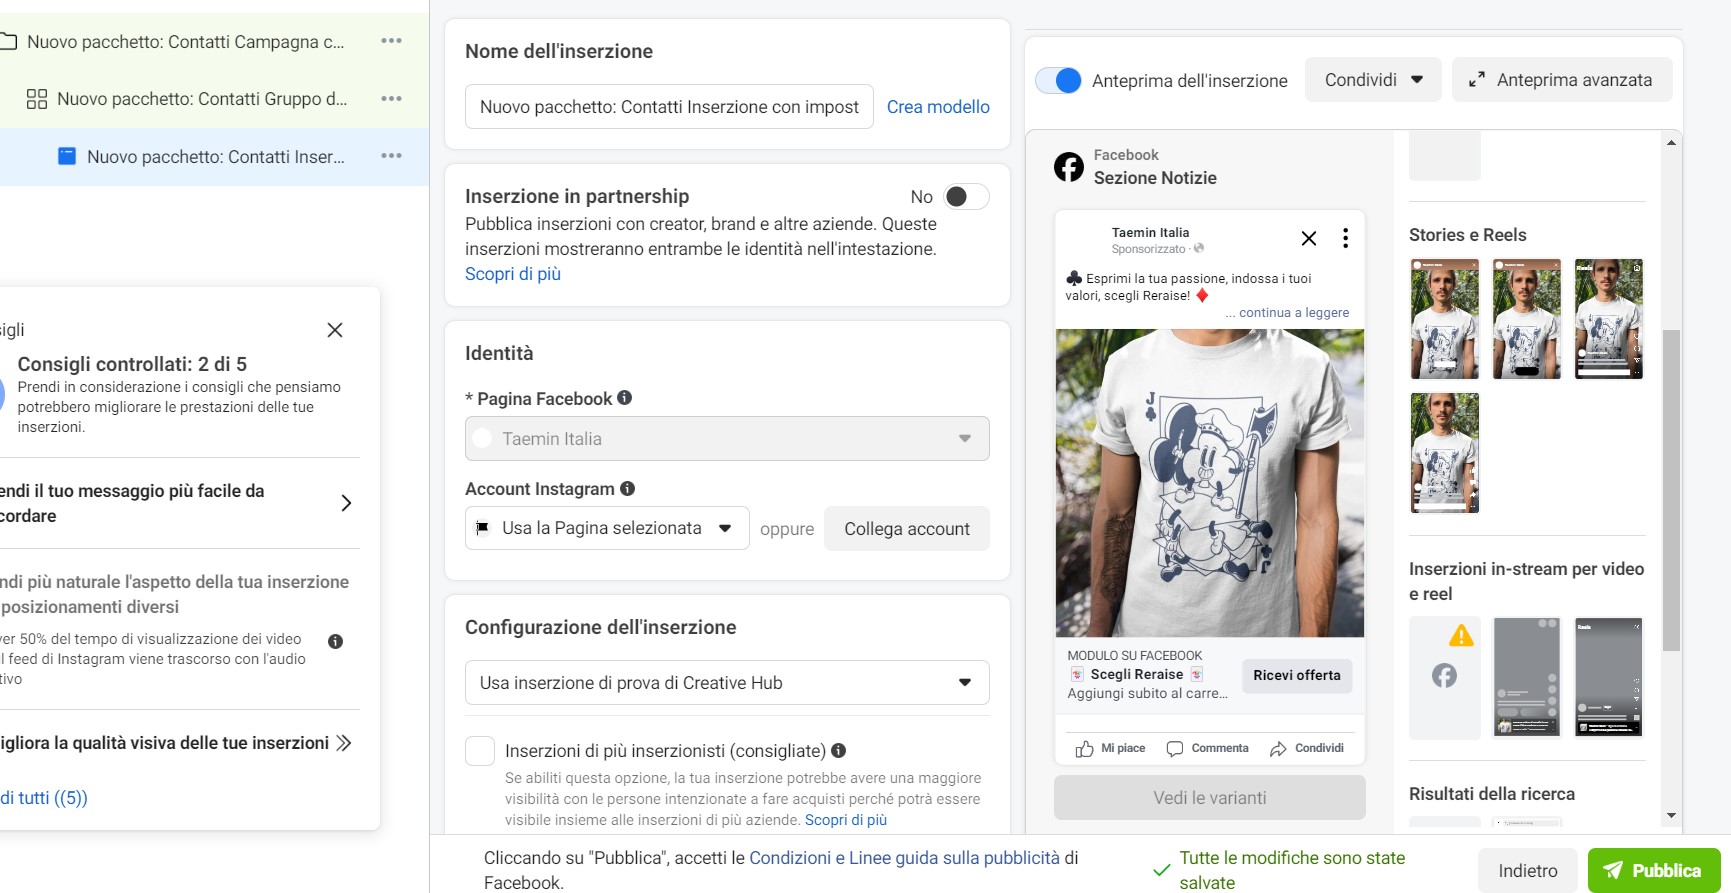 Nuovo pacchetto: Contatti Campagna c...
Nuovo pacchetto: Contatti Gruppo d...
Nuovo pacchetto: Contatti Inser...
igli
Consigli controllati: 2 di 5
Prendi in considerazione i consigli che pensiamo
potrebbero migliorare le prestazioni delle tue
inserzioni.
endi il tuo messaggio più facile da
cordare
ndi più naturale l'aspetto della tua inserzione
posizionamenti diversi
ver 50% del tempo di visualizzazione dei video
l feed di Instagram viene trascorso con l'audio
tivo
igliora la qualità visiva delle tue inserzioni
di tutti ((5))
Nome dell'inserzione
Nuovo pacchetto: Contatti Inserzione con impost
Crea modello
Inserzione in partnership
No
Pubblica inserzioni con creator, brand e altre aziende. Queste
inserzioni mostreranno entrambe le identità nell'intestazione.
Scopri di più
Identità
* Pagina Facebook
Taemin Italia
Account Instagram
Usa la Pagina selezionata
oppure
Collega account
Configurazione dell'inserzione
Usa inserzione di prova di Creative Hub
Inserzioni di più inserzionisti (consigliate)
Se abiliti questa opzione, la tua inserzione potrebbe avere una maggiore
visibilità con le persone intenzionate a fare acquisti perché potrà essere
visibile insieme alle inserzioni di più aziende. Scopri di più
Anteprima dell'inserzione
Condividi
Anteprima avanzata
Facebook
Sezione Notizie
Taemin Italia
Sponsorizzato ·
♣ Esprimi la tua passione, indossa i tuoi
valori, scegli Reraise! ♦
... continua a leggere
J
J
MODULO SU FACEBOOK
🃏 Scegli Reraise 🃏
Aggiungi subito al carre...
Ricevi offerta
Mi piace
Commenta
Condividi
Vedi le varianti
Stories e Reels
Reels
Inserzioni in-stream per video
e reel
Reels
Risultati della ricerca
Cliccando su "Pubblica", accetti le Condizioni e Linee guida sulla pubblicità di
Facebook.
Tutte le modifiche sono state
salvate
Indietro
Pubblica